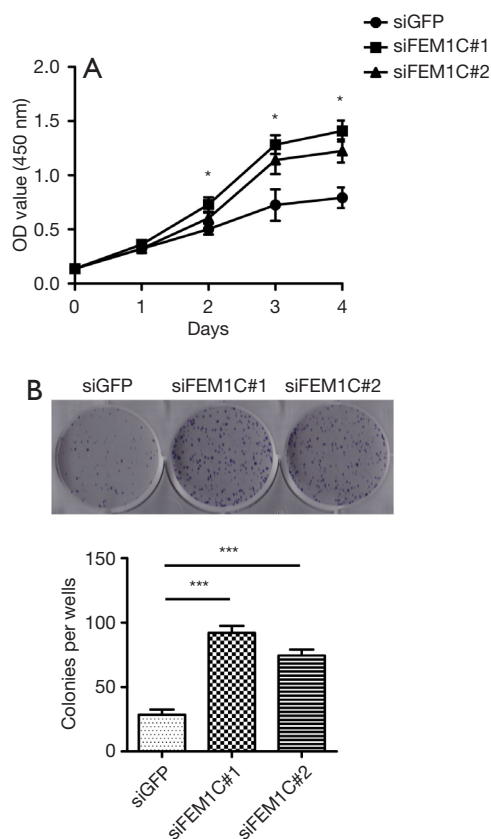 siGFP
siFEM1C#1
siFEM1C#2
A
2.0
1.5
1.0
0.5
0.0
OD value (450 nm)
*
*
*
0 1 2 3 4
Days
B
siGFP siFEM1C#1 siFEM1C#2
150
100
50
0
Colonies per wells
***
***
siGFP
siFEM1C#1
siFEM1C#2